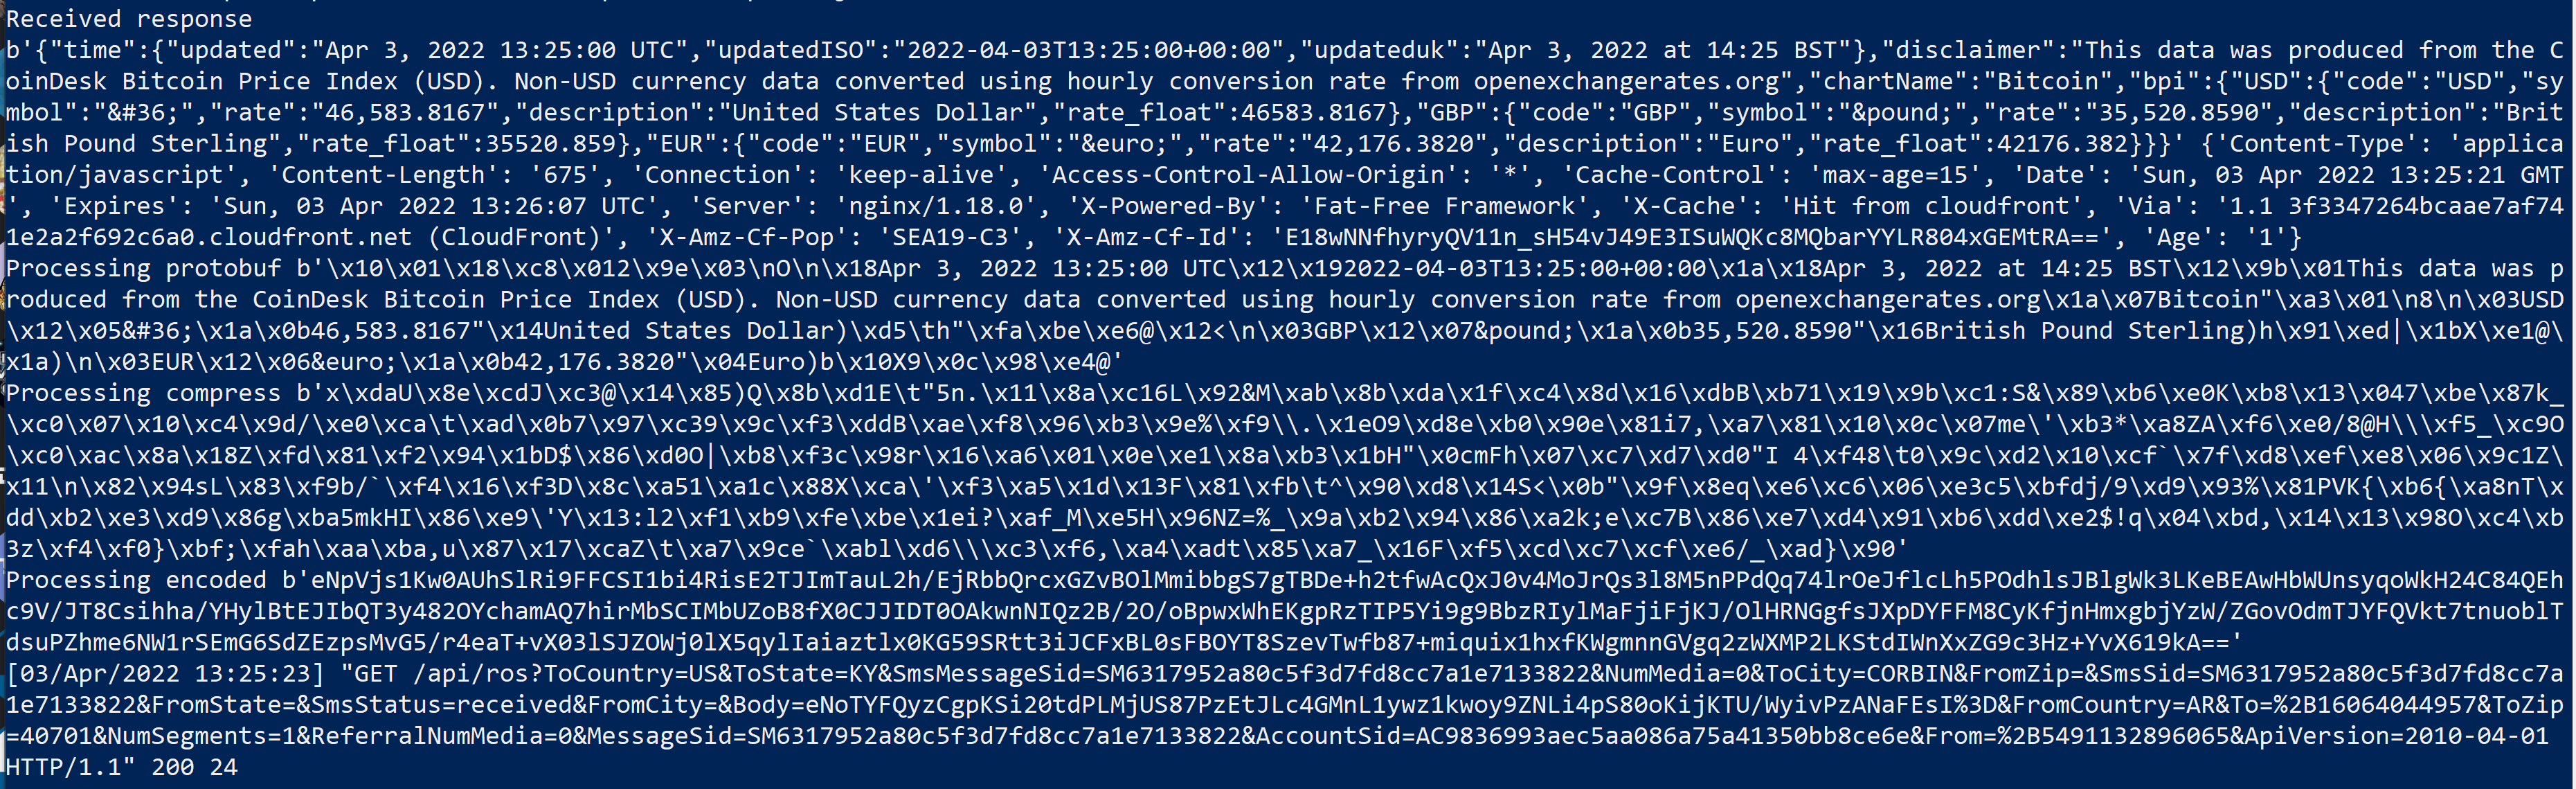 Received response
b'{"time":{"updated":"Apr 3, 2022 13:25:00 UTC","updatedISO":"2022-04-03T13:25:00+00:00","updateduk":"Apr 3, 2022 at 14:25 BST"},"disclaimer":"This data was produced from the C
oinDesk Bitcoin Price Index (USD). Non-USD currency data converted using hourly conversion rate from openexchangerates.org","chartName":"Bitcoin","bpi":{"USD":{"code":"USD","sy
mbol":"&#36;","rate":"46,583.8167","description":"United States Dollar","rate_float":46583.8167},"GBP":{"code":"GBP","symbol":"&pound;","rate":"35,520.8590","description":"Brit
ish Pound Sterling","rate_float":35520.859},"EUR":{"code":"EUR","symbol":"&euro;","rate":"42,176.3820","description":"Euro","rate_float":42176.382}}}' {'Content-Type': 'applica
tion/javascript', 'Content-Length': '675', 'Connection': 'keep-alive', 'Access-Control-Allow-Origin': '*', 'Cache-Control': 'max-age=15', 'Date': 'Sun, 03 Apr 2022 13:25:21 GMT
', 'Expires': 'Sun, 03 Apr 2022 13:26:07 UTC', 'Server': 'nginx/1.18.0', 'X-Powered-By': 'Fat-Free Framework', 'X-Cache': 'Hit from cloudfront', 'Via': '1.1 3f3347264bcaae7af74
1e2a2f692c6a0.cloudfront.net (CloudFront)', 'X-Amz-Cf-Pop': 'SEA19-C3', 'X-Amz-Cf-Id': 'E18wNNfhyryQV11n_sH54vJ49E3ISuWQKc8MQbarYYLR804xGEMtRA==', 'Age': '1'}
Processing protobuf b'\x10\x01\x18\xc8\x012\x9e\x03\nO\n\x18Apr 3, 2022 13:25:00 UTC\x12\x192022-04-03T13:25:00+00:00\x1a\x18Apr 3, 2022 at 14:25 BST\x12\x9b\x01This data was p
roduced from the CoinDesk Bitcoin Price Index (USD). Non-USD currency data converted using hourly conversion rate from openexchangerates.org\x1a\x07Bitcoin"\xa3\x01\n8\n\x03USD
\x12\x05&#36;\x1a\x0b46,583.8167"\x14United States Dollar)\xd5\th"\xfa\xbe\xe6@\x12<\n\x03GBP\x12\x07&pound;\x1a\x0b35,520.8590"\x16British Pound Sterling)h\x91\xed|\x1bX\xe1@\
x1a)\n\x03EUR\x12\x06&euro;\x1a\x0b42,176.3820"\x04Euro)b\x10X9\x0c\x98\xe4@'
Processing compress b'x\xdaU\x8e\xcdJ\xc3@\x14\x85)Q\x8b\xd1E\t"5n.\x11\x8a\xc16L\x92&M\xab\x8b\xda\x1f\xc4\x8d\x16\xdbB\xb71\x19\x9b\xc1:S&\x89\xb6\xe0K\xb8\x13\x047\xbe\x87k_
\xc0\x07\x10\xc4\x9d/\xe0\xca\t\xad\x0b7\x97\xc39\x9c\xf3\xddB\xae\xf8\x96\xb3\x9e%\xf9\\.\x1eO9\xd8e\xb0\x90e\x81i7,\xa7\x81\x10\x0c\x07me\'\xb3*\xa8ZA\xf6\xe0/8@H\\\xf5_\xc9O
\xc0\xac\x8a\x18Z\xfd\x81\xf2\x94\x1bD$\x86\xd0O|\xb8\xf3c\x98r\x16\xa6\x01\x0e\xe1\x8a\xb3\x1bH"\x0cmFh\x07\xc7\xd7\xd0"I 4\xf48\t0\x9c\xd2\x10\xcf`\x7f\xd8\xef\xe8\x06\x9c1Z\
x11\n\x82\x94sL\x83\xf9b/`\xf4\x16\xf3D\x8c\xa51\xa1c\x88X\xca\'\xf3\xa5\x1d\x13F\x81\xfb\t^\x90\xd8\x14S<\x0b"\x9f\x8eq\xe6\xc6\x06\xe3c5\xbfdj/9\xd9\x93%\x81PVK{\xb6{\xa8nT\x
dd\xb2\xe3\xd9\x86g\xba5mkHI\x86\xe9\'Y\x13:l2\xf1\xb9\xfe\xbe\x1ei?\xaf_M\xe5H\x96NZ=%_\x9a\xb2\x94\x86\xa2k;e\xc7B\x86\xe7\xd4\x91\xb6\xdd\xe2$!q\x04\xbd,\x14\x13\x98O\xc4\xb
3z\xf4\xf0}\xbf;\xfah\xaa\xba,u\x87\x17\xcaZ\t\xa7\x9ce`\xabl\xd6\\\xc3\xf6,\xa4\xadt\x85\xa7_\x16F\xf5\xcd\xc7\xcf\xe6/_\xad}\x90'
Processing encoded b'eNpVjs1Kw0AUhSlRi9FFCSI1bi4RisE2TJImTauL2h/EjRbbQrcxGZvBOlMmibbgS7gTBDe+h2tfwAcQxJ0v4MoJrQs3l8M5nPPdQq74lrOeJflcLh5POdhlsJBlgWk3LKeBEAwHbWUnsyqoWkH24C84QEh
c9V/JT8Csihha/YHylBtEJIbQT3y482OYchamAQ7hirMbSCIMbUZoB8fX0CJJIDT0OAkwnNIQz2B/2O/oBpwxWhEKgpRzTIP5Yi9g9BbzRIylMaFjiFjKJ/OlHRNGgfsJXpDYFFM8CyKfjnHmxgbjYzW/ZGovOdmTJYFQVkt7tnuoblT
dsuPZhme6NW1rSEmG6SdZEzpsMvG5/r4eaT+vX03lSJZOWj0lX5qylIaiaztlx0KG59SRtt3iJCFxBL0sFBOYT8SzevTwfb87+miquix1hxfKWgmnnGVgq2zWXMP2LKStdIWnXxZG9c3Hz+YvX619kA=='
[03/Apr/2022 13:25:23] "GET /api/ros?ToCountry=US&ToState=KY&SmsMessageSid=SM6317952a80c5f3d7fd8cc7a1e7133822&NumMedia=0&ToCity=CORBIN&FromZip=&SmsSid=SM6317952a80c5f3d7fd8cc7a
1e7133822&FromState=&SmsStatus=received&FromCity=&Body=eNoTYFQyzCgpKSi20tdPLMjUS87PzEtJLc4GMnL1ywz1kwoy9ZNLi4pS80oKijKTU/WyivPzANaFEsI%3D&FromCountry=AR&To=%2B16064044957&ToZip
=40701&NumSegments=1&ReferralNumMedia=0&MessageSid=SM6317952a80c5f3d7fd8cc7a1e7133822&AccountSid=AC9836993aec5aa086a75a41350bb8ce6e&From=%2B5491132896065&ApiVersion=2010-04-01
HTTP/1.1" 200 24